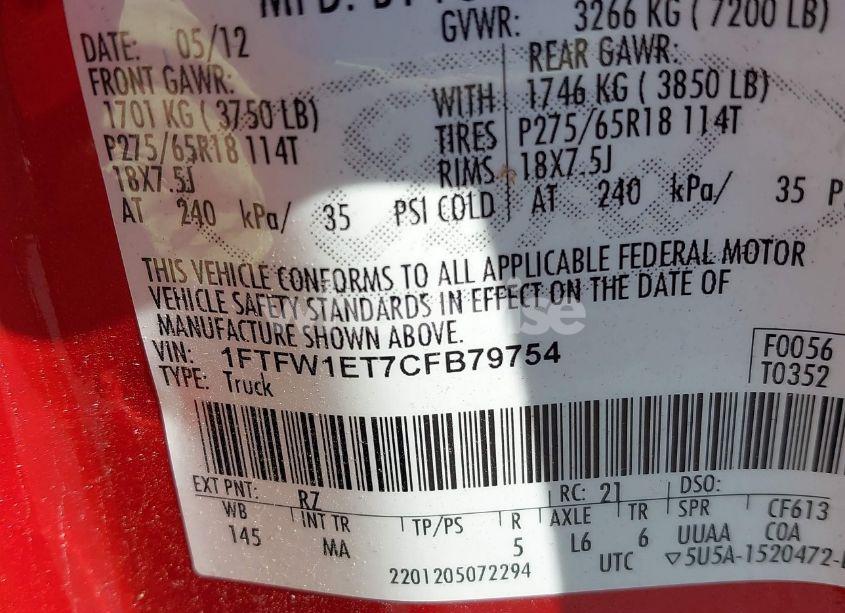 MFD. BY
GVWR: 3266 KG ( 7200 LB)
DATE: 05/12
FRONT GAWR: REAR GAWR:
1701 KG ( 3750 LB) WITH 1746 KG ( 3850 LB)
P275/65R18 114T TIRES P275/65R18 114T
18X7.5J RIMS 18X7.5J
AT 240 kPa/ 35 PSI COLD AT 240 kPa/ 35 P
THIS VEHICLE CONFORMS TO ALL APPLICABLE FEDERAL MOTOR
VEHICLE SAFETY STANDARDS IN EFFECT ON THE DATE OF
MANUFACTURE SHOWN ABOVE.
VIN: 1FTFW1ET7CFB79754 F0056
TYPE: Truck T0352
EXT PNT: RZ RC: 21 DSO:
WB INT TR TP/PS R AXLE TR SPR CF613
145 MA 5 L6 6 UUAA COA
2201205072294 UTC ▽5U5A-1520472-